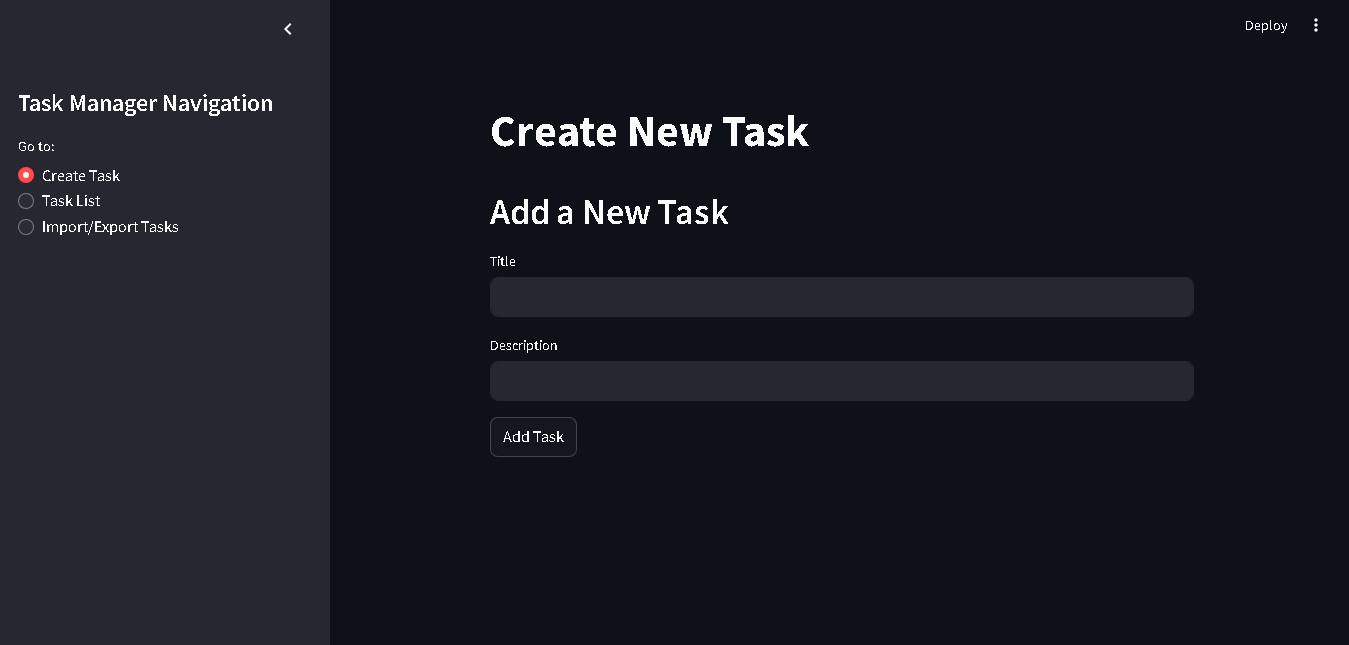 Deploy
Task Manager Navigation
Go to:
Create Task
Task List
Import/Export Tasks
Create New Task
Add a New Task
Title
Description
Add Task